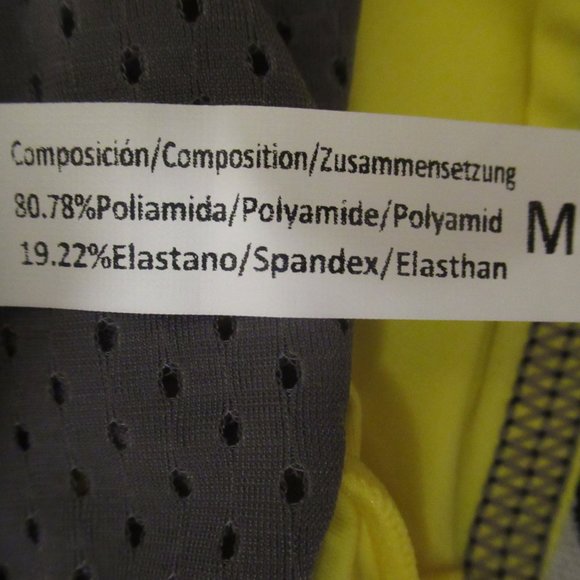 Composición/Composition/Zusammensetzung
80.78%Poliamida/Polyamide/Polyamid
19.22%Elastano/Spandex/Elasthan
M